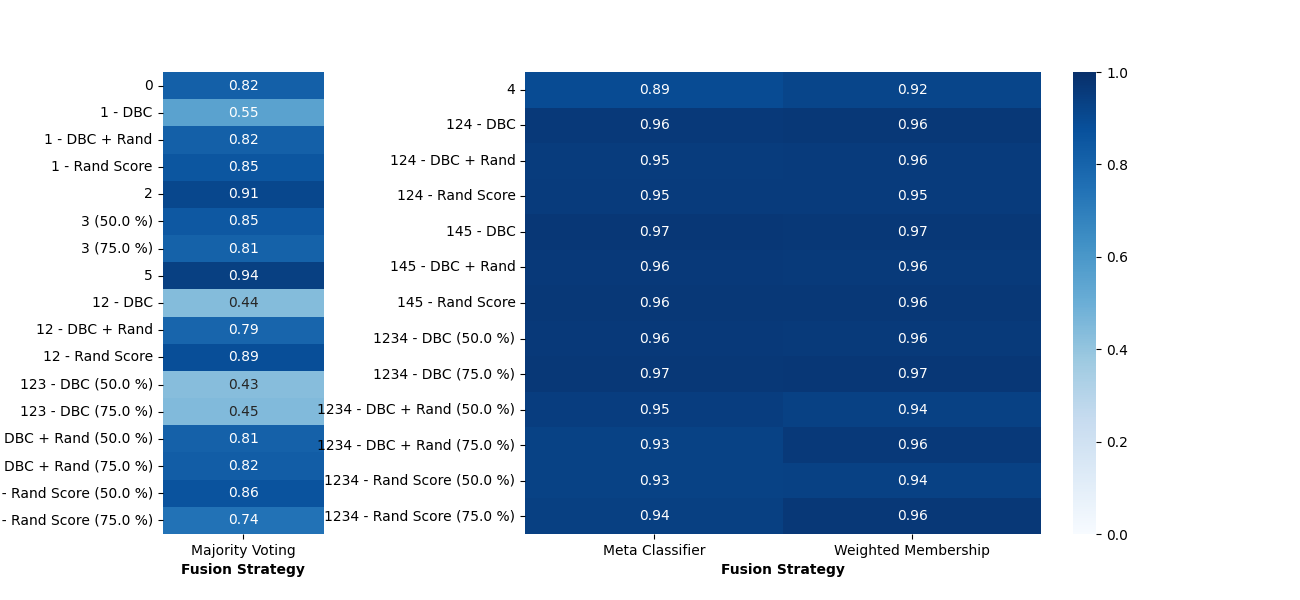 0 0.82
1 - DBC 0.55
1 - DBC + Rand 0.82
1 - Rand Score 0.85
2 0.91
3 (50.0 %) 0.85
3 (75.0 %) 0.81
5 0.94
12 - DBC 0.44
12 - DBC + Rand 0.79
12 - Rand Score 0.89
123 - DBC (50.0 %) 0.43
123 - DBC (75.0 %) 0.45
DBC + Rand (50.0 %) 0.81
DBC + Rand (75.0 %) 0.82
- Rand Score (50.0 %) 0.86
- Rand Score (75.0 %) 0.74
Majority Voting
Fusion Strategy
4 0.89 0.92
124 - DBC 0.96 0.96
124 - DBC + Rand 0.95 0.96
124 - Rand Score 0.95 0.95
145 - DBC 0.97 0.97
145 - DBC + Rand 0.96 0.96
145 - Rand Score 0.96 0.96
1234 - DBC (50.0 %) 0.96 0.96
1234 - DBC (75.0 %) 0.97 0.97
1234 - DBC + Rand (50.0 %) 0.95 0.94
1234 - DBC + Rand (75.0 %) 0.93 0.96
1234 - Rand Score (50.0 %) 0.93 0.94
1234 - Rand Score (75.0 %) 0.94 0.96
Meta Classifier Weighted Membership
Fusion Strategy
1.0
0.8
0.6
0.4
0.2
0.0